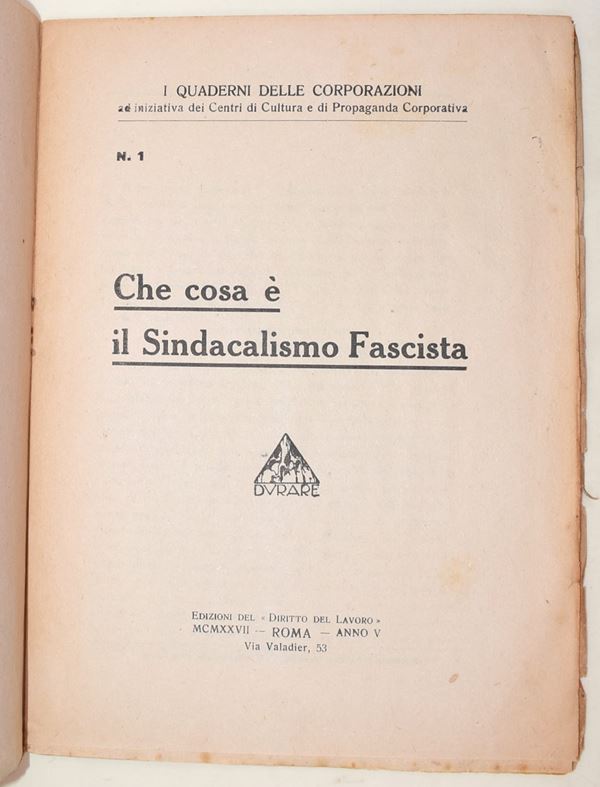 I QUADERNI DELLE CORPORAZIONI
ad iniziativa dei Centri di Cultura e di Propaganda Corporativa
N. 1
Che cosa è
il Sindacalismo Fascista
DVRARE
EDIZIONI DEL « DIRITTO DEL LAVORO »
MCMXXVII — ROMA — ANNO V
Via Valadier, 53